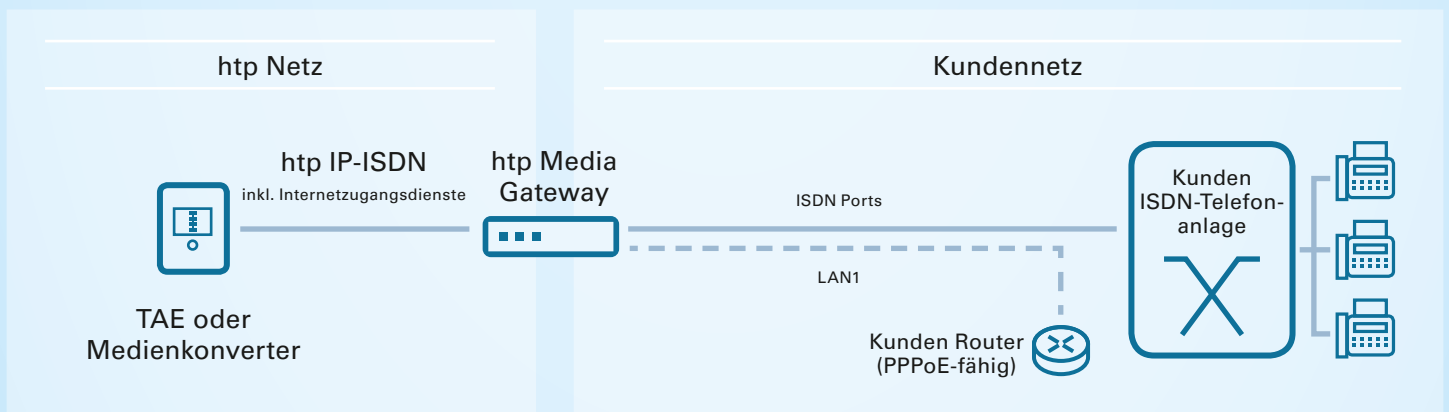 htp Netz
Kundennetz
htp IP-ISDN
inkl. Internetzugangsdienste
htp Media
Gateway
ISDN Ports
Kunden
ISDN-Telefon-
anlage
LAN1
TAE oder
Medienkonverter
Kunden Router
(PPPoE-fähig)